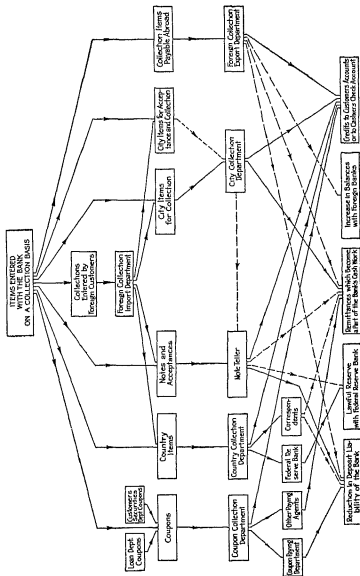 ITEMS ENTERED
WITH THE BANK
ON A COLLECTION BASIS
Collections
Entered by
Foreign Customers
Foreign Collection
Import Department
Loan Dept
Coupons
Customers
Securities
Dept Coupons
Coupons
Country
Items
Notes and
Acceptances
City Items
for Collection
City Items for Accep-
tance and Collection
Collection Items
Payable Abroad
Coupon Collection
Department
Country Collection
Department
Note Teller
City Collection
Department
Foreign Collection
Export Department
Coupon Paying
Department
Other Paying
Agents
Federal Re-
serve Bank
Correspon-
dents
Reduction in Deposit Lia-
bility of the Bank
Lawful Reserve
with Federal Reserve Bank
Remittances which Become
a Part of the Bank's Cash Work
Increase in Balances
with Foreign Banks
Credits to Customers Accounts
or to Cashiers Check Account